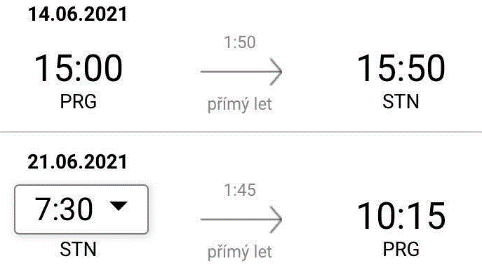 14.06.2021
1:50
15:00
15:50
PRG
přímý let
STN
21.06.2021
1:45
7:30
10:15
STN
přímý let
PRG